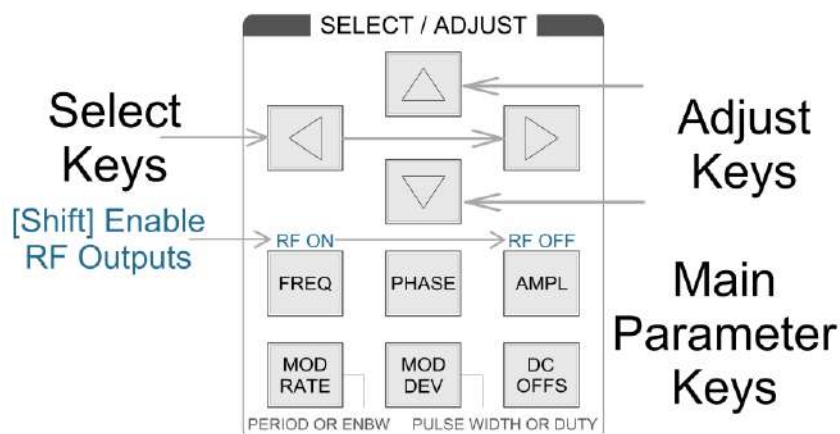 SELECT / ADJUST
Select
Keys
Adjust
Keys
[Shift] Enable
RF Outputs
RF ON
RF OFF
FREQ
PHASE
AMPL
Main
Parameter
Keys
MOD
RATE
MOD
DEV
DC
OFFS
PERIOD OR ENBW
PULSE WIDTH OR DUTY